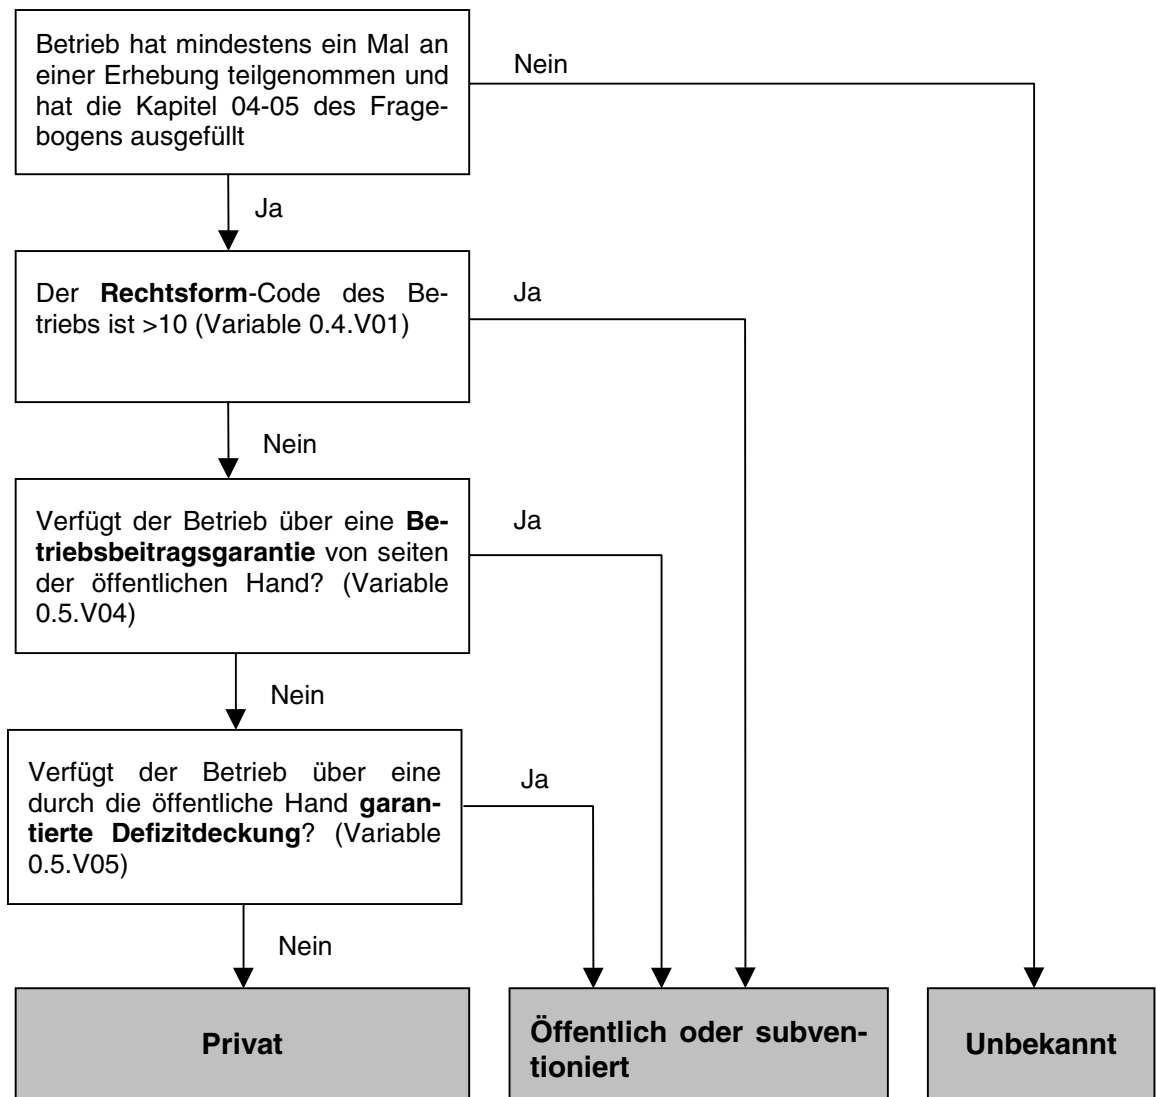 Betrieb hat mindestens ein Mal an
einer Erhebung teilgenommen und
hat die Kapitel 04-05 des Frage-
bogens ausgefüllt
Nein
Ja
Der Rechtsform-Code des Be-
triebs ist >10 (Variable 0.4.V01)
Ja
Nein
Verfügt der Betrieb über eine Be-
triebsbeitragsgarantie von seiten
der öffentlichen Hand? (Variable
0.5.V04)
Ja
Nein
Verfügt der Betrieb über eine
durch die öffentliche Hand garan-
tierte Defizitdeckung? (Variable
0.5.V05)
Ja
Nein
Privat
Öffentlich oder subven-
tioniert
Unbekannt